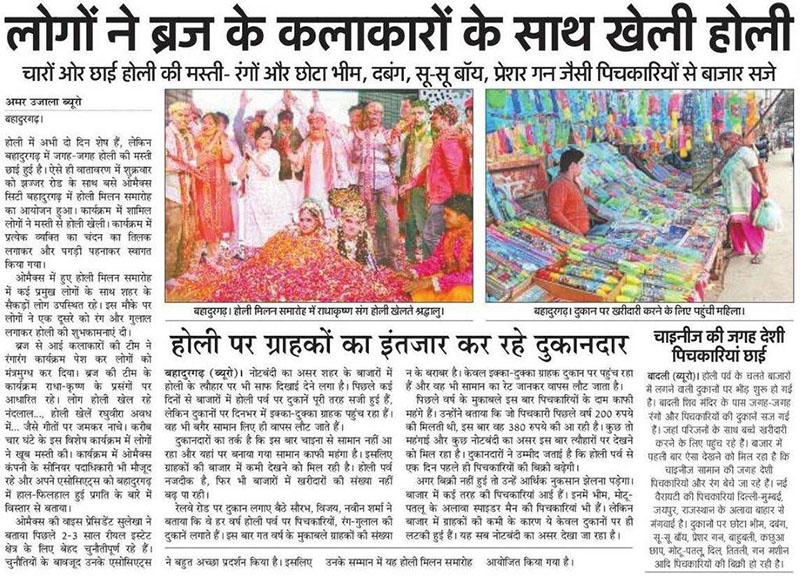 लोगों ने ब्रज के कलाकारों के साथ खेली होली
चारों ओर छाई होली की मस्ती- रंगों और छोटा भीम, दबंग, सू-सू बॉय, प्रेशर गन जैसी पिचकारियों से बाजार सजे
अमर उजाला ब्यूरो
बहादुरगढ़।
होली में अभी दो दिन शेष हैं, लेकिन
बहादुरगढ़ में जगह-जगह होली की मस्ती
छाई हुई है। ऐसे ही वातावरण में शुक्रवार
को झज्जर रोड के साथ बसे ओमैक्स
सिटी बहादुरगढ़ में होली मिलन समारोह
का आयोजन हुआ। कार्यक्रम में शामिल
लोगों ने मस्ती से होली खेली। कार्यक्रम में
प्रत्येक व्यक्ति का चंदन का तिलक
लगाकर और पगड़ी पहनाकर स्वागत
किया गया।
ओमैक्स में हुए होली मिलन समारोह
में कई प्रमुख लोगों के साथ शहर के
सैकड़ों लोग उपस्थित रहे। इस मौके पर
लोगों ने एक दूसरे को रंग और गुलाल
लगाकर होली की शुभकामनाएं दी।
ब्रज से आई कलाकारों की टीम ने
रंगारंग कार्यक्रम पेश कर लोगों को
मंत्रमुग्ध कर दिया। ब्रज की टीम के
कार्यक्रम राधा-कृष्ण के प्रसंगों पर
आधारित रहे। लोग होली खेल रहे
नंदलाल..., होली खेलें रघुवीरा अवध
में... जैसे गीतों पर जमकर नाचे। करीब
चार घंटे के इस विशेष कार्यक्रम में लोगों
ने खूब मस्ती की। कार्यक्रम में ओमैक्स
कंपनी के सीनियर पदाधिकारी भी मौजूद
रहे और अपने एसोसिएट्स को बहादुरगढ़
में हाल-फिलहाल हुई प्रगति के बारे में
विस्तार से बताया।
ओमैक्स की वाइस प्रेसिडेंट सुलेखा ने
बताया पिछले 2-3 साल रोयल इस्टेट
क्षेत्र के लिए बेहद चुनौतीपूर्ण रहे हैं।
चुनौतियों के बावजूद उनके एसोसिएट्स
ने बहुत अच्छा प्रदर्शन किया है। इसलिए
उनके सम्मान में यह होली मिलन समारोह
आयोजित किया गया है।
बहादुरगढ़। होली मिलन समारोह में राधाकृष्ण संग होली खेलते श्रद्धालु।
बहादुरगढ़। दुकान पर खरीदारी करने के लिए पहुंची महिला।
होली पर ग्राहकों का इंतजार कर रहे दुकानदार
बहादुरगढ़ (ब्यूरो)। नोटबंदी का असर शहर के बाजारों में
होली के त्यौहार पर भी साफ दिखाई देने लगा है। पिछले कई
दिनों से बाजारों में होली पर्व पर दुकानें पूरी तरह सजी हुई हैं,
लेकिन दुकानों पर दिनभर में इक्का-दुक्का ग्राहक पहुंच रहा हैं।
वह भी बगैर सामान लिए ही वापस लौट जाते हैं।
दुकानदारों का तर्क है कि इस बार चाइना से सामान नहीं आ
रहा और यहां पर बनाया गया सामान काफी महंगा है। इसलिए
ग्राहकों की बाजार में कमी देखने को मिल रही है। होली पर्व
नजदीक है, फिर भी बाजारों में खरीदारों की संख्या नहीं
बढ़ पा रही।
रेलवे रोड पर दुकान लगाए बैठे सौरभ, विजय, नवीन शर्मा ने
बताया कि वे हर वर्ष होली पर्व पर पिचकारियों, रंग-गुलाल की
दुकानें लगाते हैं। इस बार गत वर्षो के मुकाबले ग्राहकों की संख्या
न के बराबर है। केवल इक्का-दुक्का ग्राहक दुकान पर पहुंच रहा
हैं और वह भी सामान का रेट जानकर वापस लौट जाता है।
पिछले वर्ष के मुकाबले इस बार पिचकारियों के दाम काफी
महंगे हैं। उन्होंने बताया कि जो पिचकारी पिछले वर्ष 200 रुपये
की मिलती थी, इस बार वह 380 रुपये की आ रही है। कुछ तो
महंगाई और कुछ नोटबंदी का असर इस बार त्यौहारों पर देखने
को मिल रहा है। दुकानदारों ने उम्मीद जताई है कि होली पर्व से
एक दिन पहले ही पिचकारियों की बिक्री बढ़ेगी।
अगर बिक्री नहीं हुई तो उन्हें आर्थिक नुकसान झेलना पड़ेगा।
बाजार में कई तरह की पिचकारियां आई हैं। इनमें भीम, मोटू-
पतलू के अलावा स्पाइडर मैन की पिचकारियां भी हैं। लेकिन
बाजार में ग्राहकों की कमी के कारण ये केवल दुकानों पर ही
लटकी हुई हैं। यह सब नोटबंदी का असर देखा जा रहा है।
चाइनीज की जगह देशी
पिचकारियां छाई
बादली (ब्यूरो)। होली पर्व के चलते बाजारों
में लगने वाली दुकानों पर भीड़ शुरू हो गई
है। बादली शिव मंदिर के पास जगह-जगह
रंगों और पिचकारियों की दुकानें सज गई
हैं। जहां परिजनों के साथ बच्चे खरीदारी
करने के लिए पहुंच रहे हैं। बाजार में
पहली बार ऐसा देखने को मिल रहा है कि
चाइनीज सामान की जगह देशी
पिचकारियां और रंग बेचे जा रहे हैं। नई
वैरायटी की पिचकारियां दिल्ली-मुम्बई,
जयपुर, राजस्थान के अलावा बाहर से
मंगवाई है। दुकानों पर छोटा भीम, दबंग,
सू-सू बॉय, प्रेशर गन, बाहुबली, कछुआ
छाप, मोटू-पतलू, दिल, तितली, गन मशीन
आदि पिचकारियों की बिक्री हो रही है।